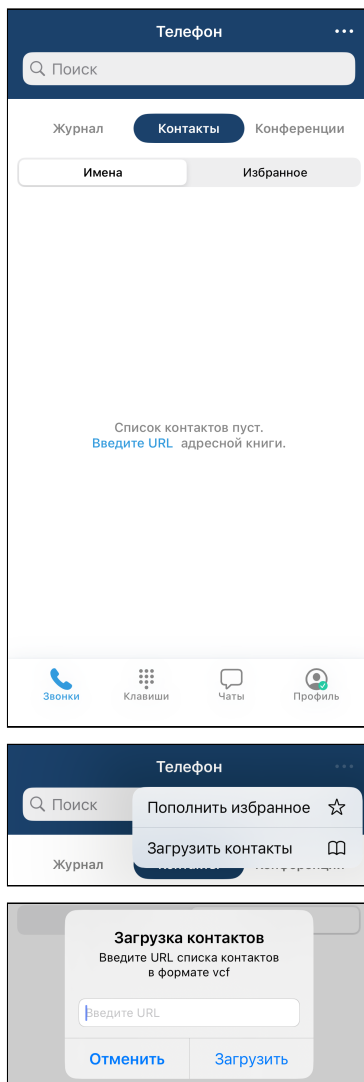 Телефон
Поиск
Журнал Контакты Конференции
Имена Избранное
Список контактов пуст.
Введите URL адресной книги.
Звонки Клавиши Чаты Профиль
Телефон
Поиск
Пополнить избранное
Загрузить контакты
Журнал
Загрузка контактов
Введите URL списка контактов
в формате vcf
Введите URL
Отменить Загрузить